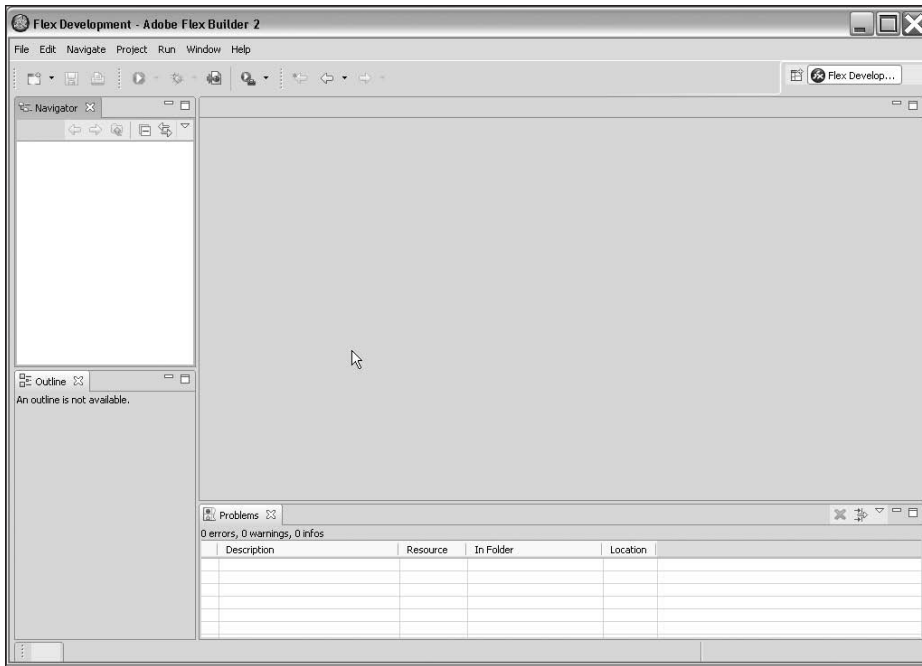 Flex Development - Adobe Flex Builder 2
File Edit Navigate Project Run Window Help
Flex Develop...
Navigator
Outline
An outline is not available.
Problems
0 errors, 0 warnings, 0 infos
Description Resource In Folder Location